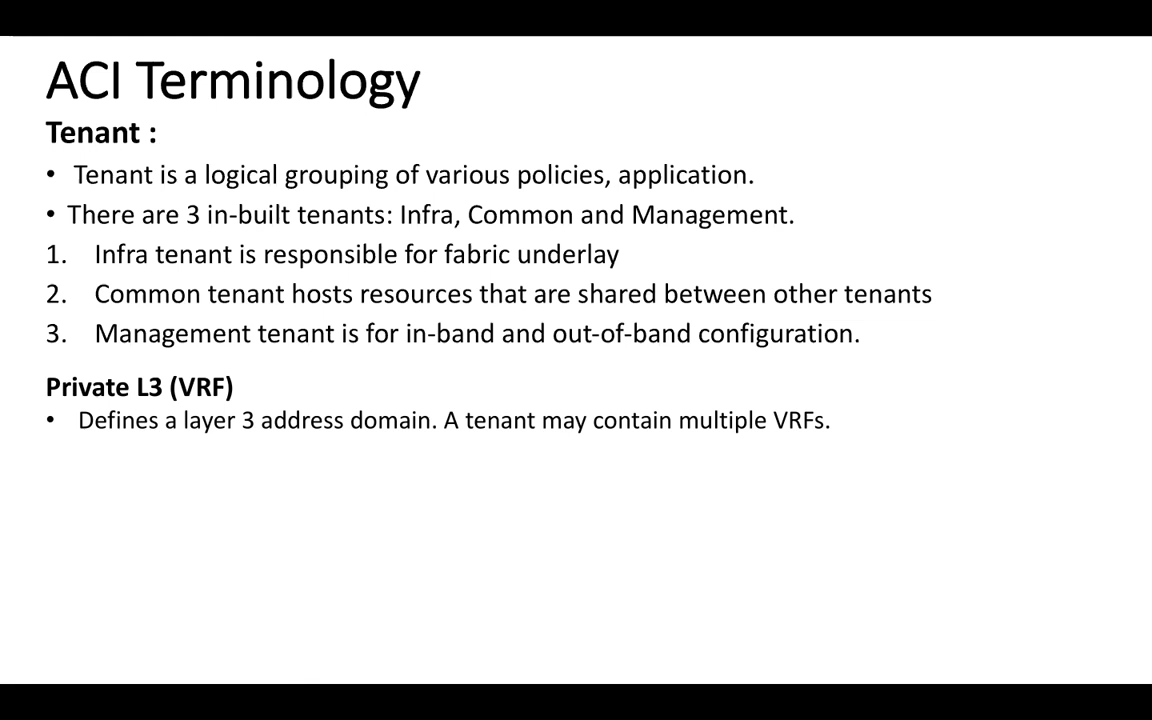 ACI Terminology
Tenant :
• Tenant is a logical grouping of various policies, application.
• There are 3 in-built tenants: Infra, Common and Management.
1. Infra tenant is responsible for fabric underlay
2. Common tenant hosts resources that are shared between other tenants
3. Management tenant is for in-band and out-of-band configuration.
Private L3 (VRF)
• Defines a layer 3 address domain. A tenant may contain multiple VRFs.